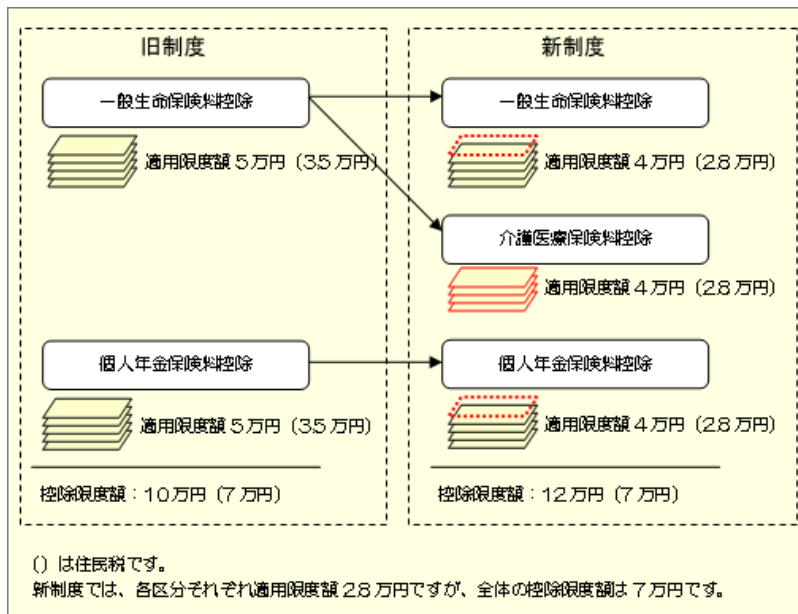 旧制度
一般生命保険料控除
適用限度額5万円（3.5万円）
個人年金保険料控除
適用限度額5万円（3.5万円）
控除限度額：10万円（7万円）
新制度
一般生命保険料控除
適用限度額4万円（2.8万円）
介護医療保険料控除
適用限度額4万円（2.8万円）
個人年金保険料控除
適用限度額4万円（2.8万円）
控除限度額：12万円（7万円）
（）は住民税です。
新制度では、各区分それぞれ適用限度額2.8万円ですが、全体の控除限度額は7万円です。